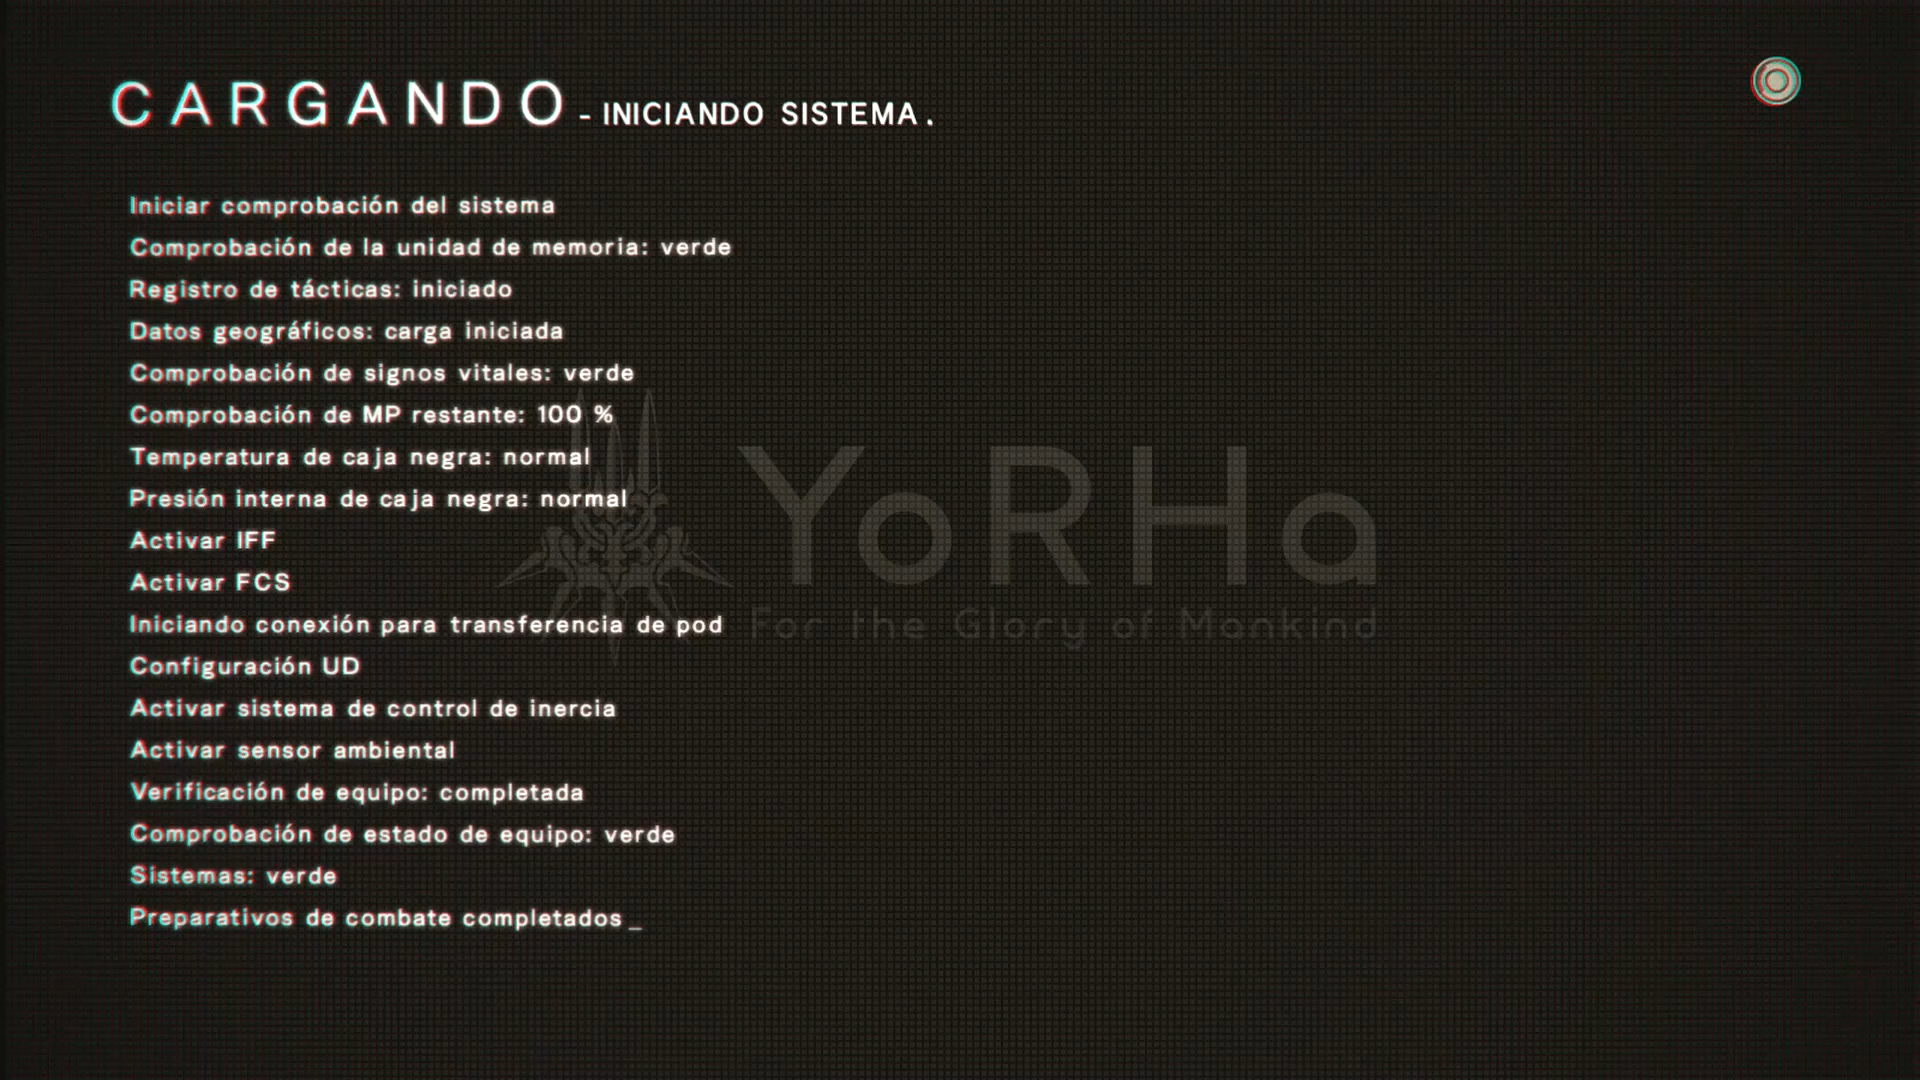 CARGANDO - INICIANDO SISTEMA.
Iniciar comprobación del sistema
Comprobación de la unidad de memoria: verde
Registro de tácticas: iniciado
Datos geográficos: carga iniciada
Comprobación de signos vitales: verde
Comprobación de MP restante: 100 %
Temperatura de caja negra: normal
Presión interna de caja negra: normal
Activar IFF
Activar FCS
Iniciando conexión para transferencia de pod
Configuración UD
Activar sistema de control de inercia
Activar sensor ambiental
Verificación de equipo: completada
Comprobación de estado de equipo: verde
Sistemas: verde
Preparativos de combate completados_
YoRHa
For the Glory of Mankind